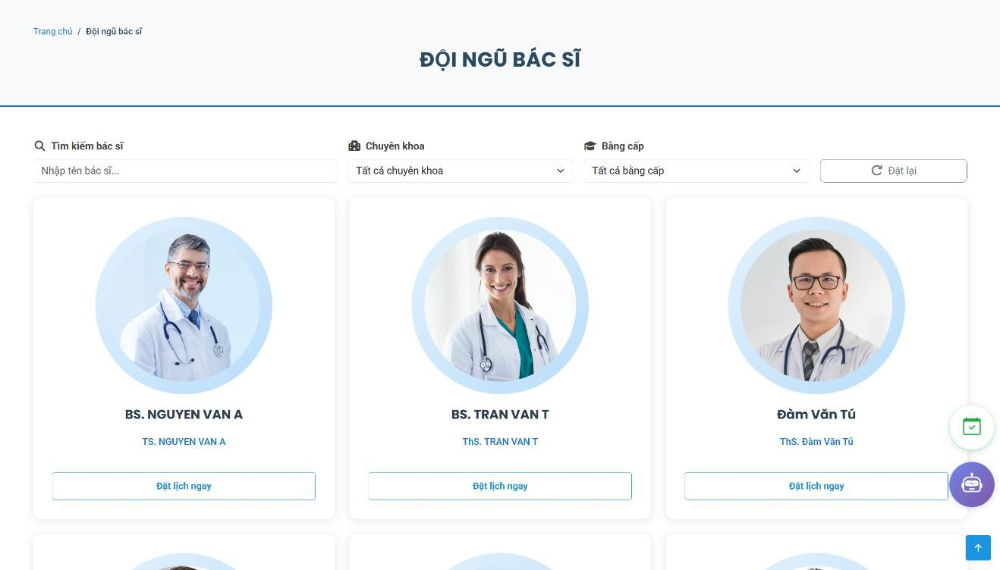 Trang chủ / Đội ngũ bác sĩ
ĐỘI NGŨ BÁC SĨ
Tìm kiếm bác sĩ
Chuyên khoa
Bằng cấp
Nhập tên bác sĩ...
Tất cả chuyên khoa
Tất cả bằng cấp
Đặt lại
BS. NGUYEN VAN A
BS. TRAN VAN T
Đàm Văn Tú
TS. NGUYEN VAN A
ThS. TRAN VAN T
ThS. Đàm Văn Tú
Đặt lịch ngay
Đặt lịch ngay
Đặt lịch ngay